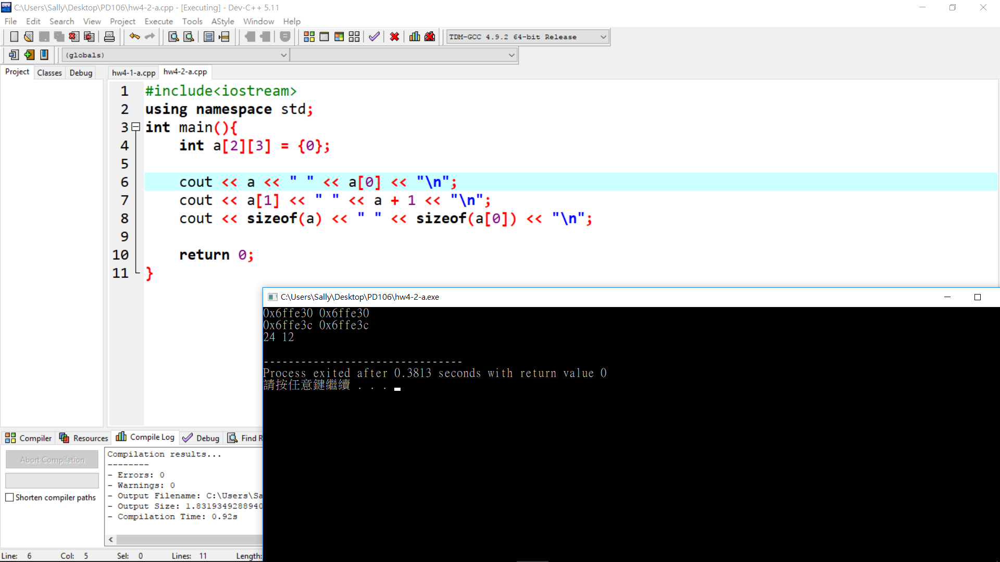 C:\Users\Sally\Desktop\PD106\hw4-2-a.cpp - [Executing] - Dev-C++ 5.11
File Edit Search View Project Execute Tools AStyle Window Help
TDM-GCC 4.9.2 64-bit Release
(globals)
Project Classes Debug hw4-1-a.cpp hw4-2-a.cpp
1 #include<iostream>
2 using namespace std;
3 int main(){
4 int a[2][3] = {0};
5
6 cout << a << " " << a[0] << "\n";
7 cout << a[1] << " " << a + 1 << "\n";
8 cout << sizeof(a) << " " << sizeof(a[0]) << "\n";
9
10 return 0;
11 }
C:\Users\Sally\Desktop\PD106\hw4-2-a.exe
0x6ffe30 0x6ffe30
0x6ffe3c 0x6ffe3c
24 12
--------------------------------
Process exited after 0.3813 seconds with return value 0
請按任意鍵繼續 . . .
Compiler Resources Compile Log Debug Find R
Abort Compilation
Shorten compiler paths
Compilation results...
--------
- Errors: 0
- Warnings: 0
- Output Filename: C:\Users\Sa
- Output Size: 1.8319349288940
- Compilation Time: 0.92s
Line: 6 Col: 5 Sel: 0 Lines: 11 Length: